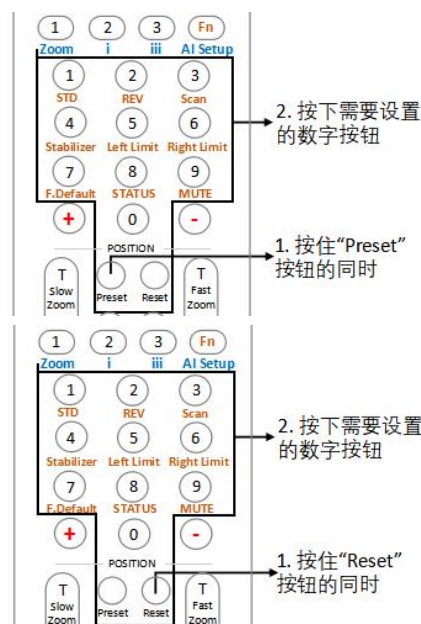 1 2 3 Fn
Zoom i iii AI Setup
1 2 3
STD REV Scan
4 5 6
Stabilizer Left Limit Right Limit
7 8 9
F.Default STATUS MUTE
+ 0 -
POSITION
T Preset Reset T
Slow Fast
Zoom Zoom
2. 按下需要设置
的数字按钮
1. 按住“Preset”
按钮的同时
1 2 3 Fn
Zoom i iii AI Setup
1 2 3
STD REV Scan
4 5 6
Stabilizer Left Limit Right Limit
7 8 9
F.Default STATUS MUTE
+ 0 -
POSITION
T Preset Reset T
Slow Fast
Zoom Zoom
2. 按下需要设置
的数字按钮
1. 按住“Reset”
按钮的同时